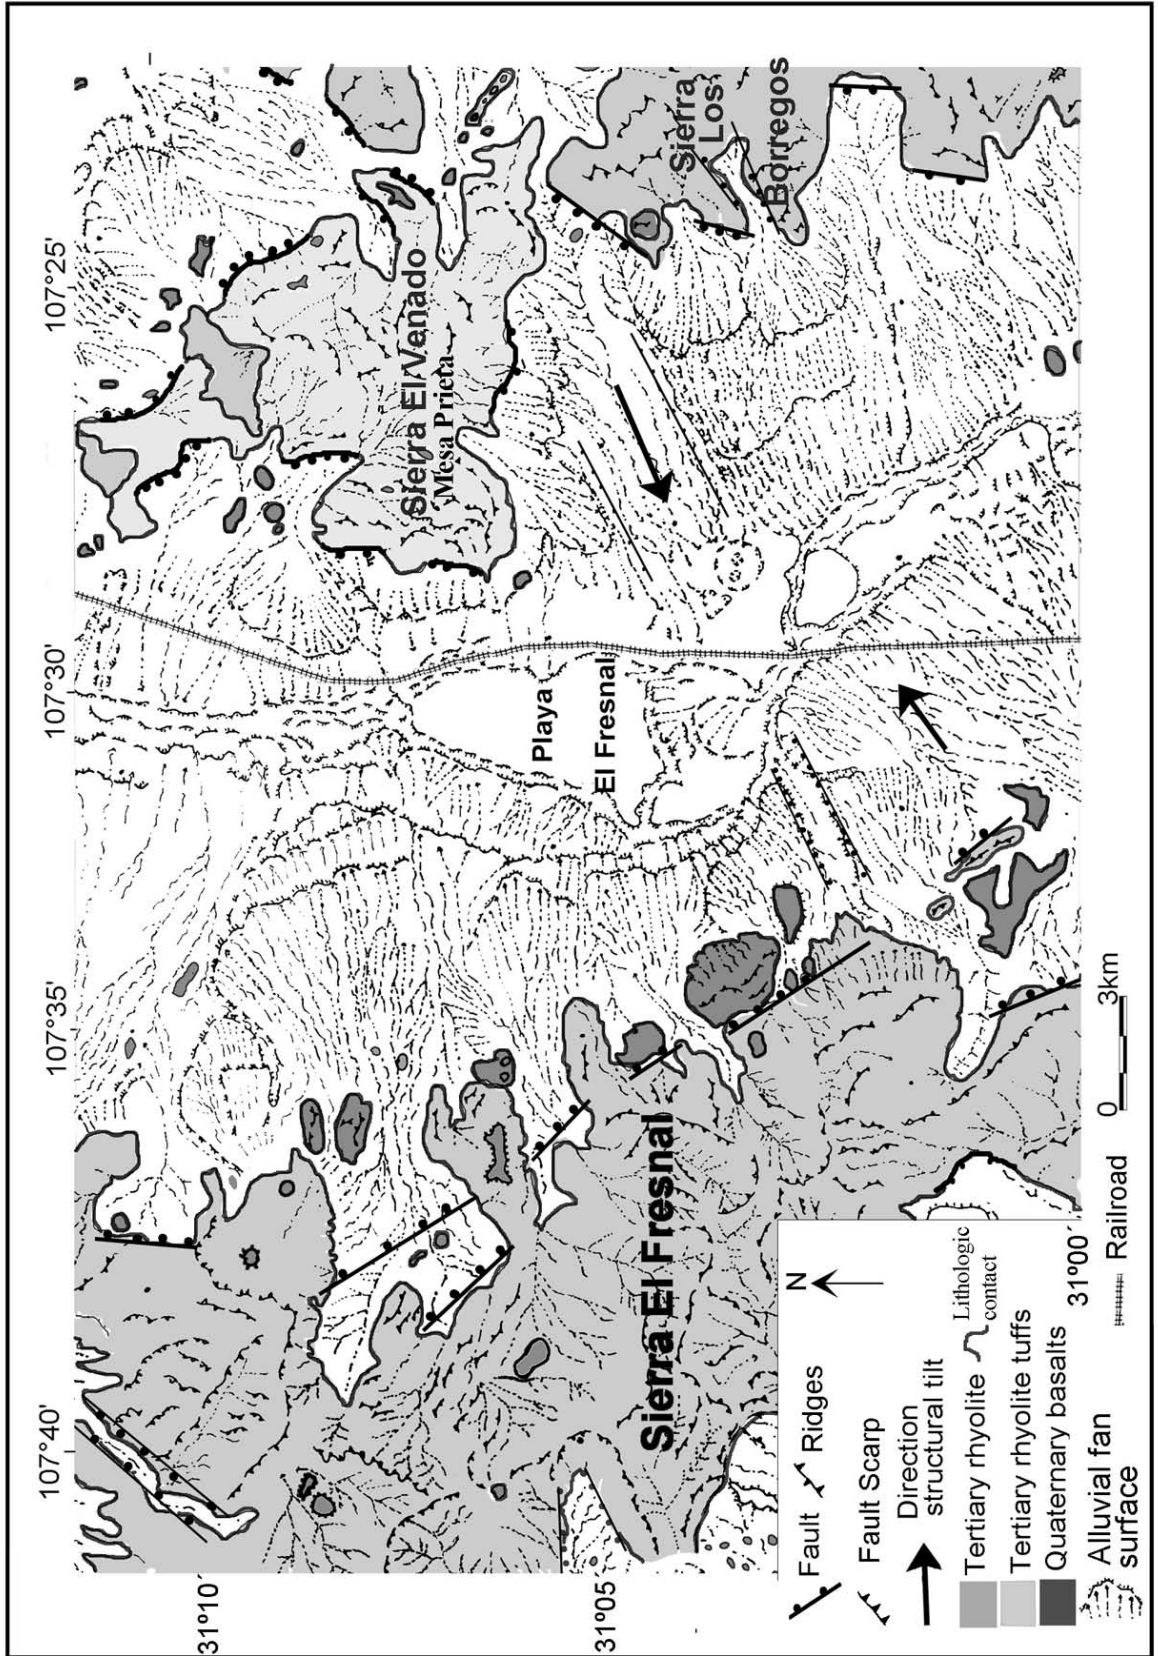 107°40'
107°35'
107°30'
107°25'
31°10'
31°05'
31°00'
Sierra El Venado
Mesa Prieta
Sierra
Los
Borregos
Playa
El Fresnal
Sierra El Fresnal
Fault
Ridges
N
Fault Scarp
Direction
structural tilt
Tertiary rhyolite
Lithologic
contact
Tertiary rhyolite tuffs
Quaternary basalts
Alluvial fan
surface
Railroad
0
3km